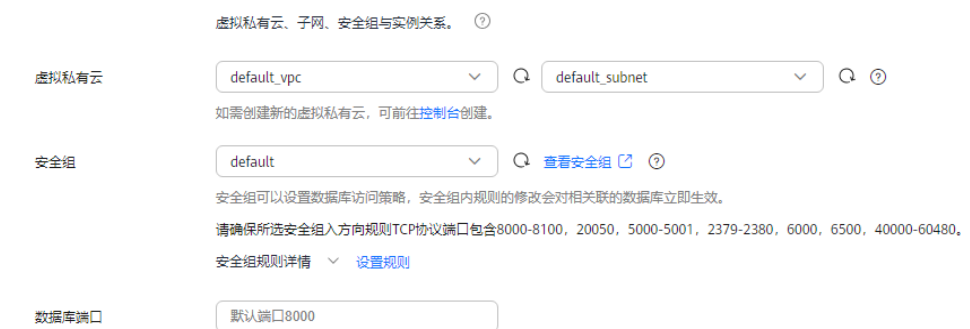 虚拟私有云、子网、安全组与实例关系。
虚拟私有云 default_vpc default_subnet
如需创建新的虚拟私有云，可前往控制台创建。
安全组 default 查看安全组
安全组可以设置数据库访问策略，安全组内规则的修改会对相关联的数据库立即生效。
请确保所选安全组入方向规则TCP协议端口包含8000-8100，20050，5000-5001，2379-2380，6000，6500，40000-60480。
安全组规则详情 设置规则
数据库端口 默认端口8000